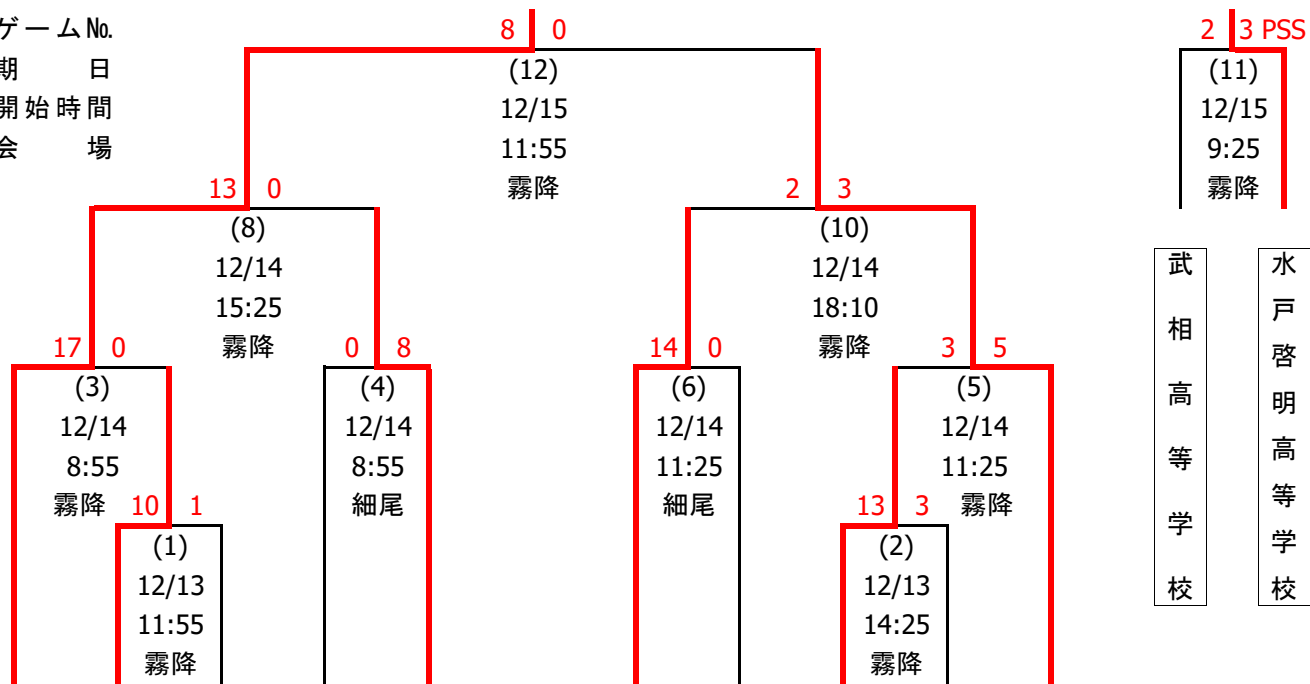 ゲームNo.
期 日
開始時間
会 場
8 0
(12)
12/15
11:55
霧降
2 3 PSS
(11)
12/15
9:25
霧降
13 0
(8)
12/14
15:25
霧降
2 3
(10)
12/14
18:10
霧降
17 0
(3)
12/14
8:55
霧降
0 8
(4)
12/14
8:55
細尾
14 0
(6)
12/14
11:25
細尾
3 5
(5)
12/14
11:25
霧降
10 1
(1)
12/13
11:55
霧降
13 3
(2)
12/13
14:25
霧降
武相高等学校
水戸啓明高等学校